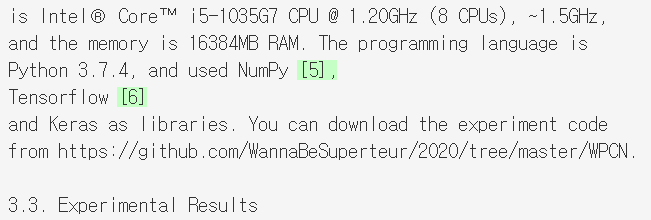 is Intel® Core™ i5-1035G7 CPU @ 1.20GHz (8 CPUs), ~1.5GHz,
and the memory is 16384MB RAM. The programming language is
Python 3.7.4, and used NumPy [5],
Tensorflow [6]
and Keras as libraries. You can download the experiment code
from https://github.com/WannaBeSuperteur/2020/tree/master/WPCN.
3.3. Experimental Results